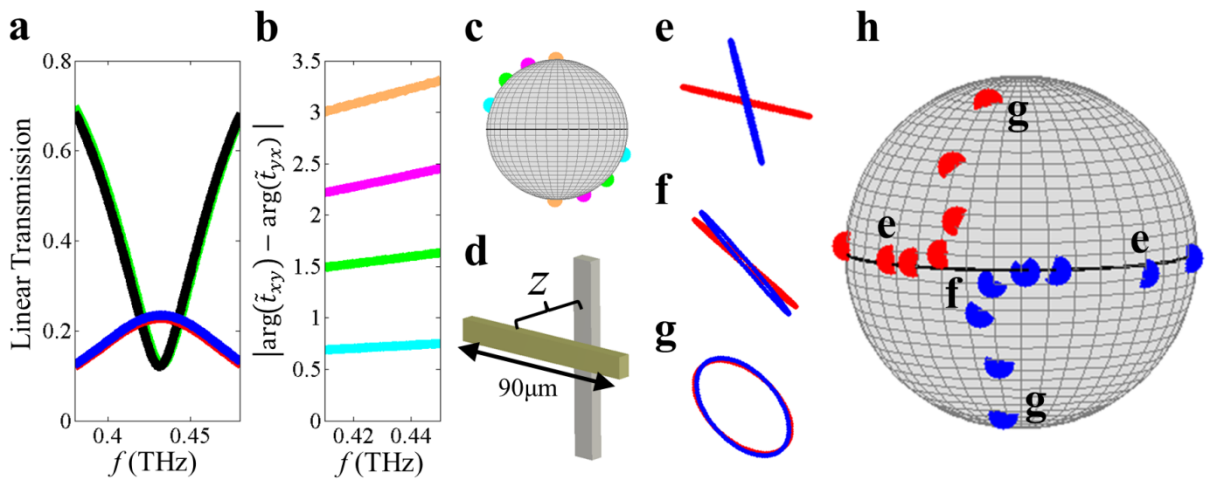 a
b
c
e
h
0.8
0.6
0.4
0.2
0
Linear Transmission
0.4
0.45
f (THz)
|arg(t̃xy) − arg(t̃yx)|
3.5
3
2.5
2
1.5
1
0.5
0
0.42
0.44
f (THz)
d
Z
90μm
f
g
g
e
e
f
g